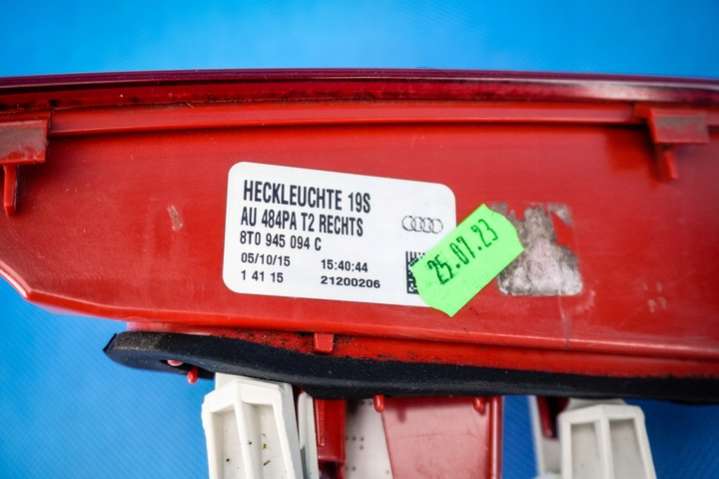 HECKLEUCHTE 19S
AU 484PA T2 RECHTS
8T0 945 094 C
05/10/15 15:40:44
1 41 15 21200206
25.07.23